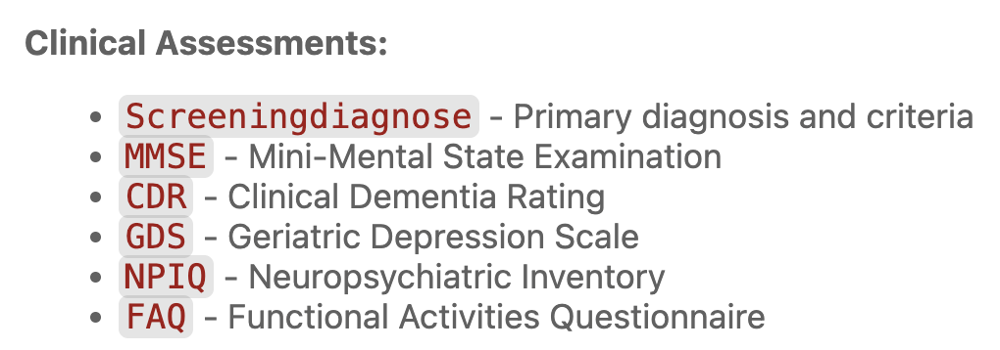 Clinical Assessments:
• Screeningdiagnose - Primary diagnosis and criteria
• MMSE - Mini-Mental State Examination
• CDR - Clinical Dementia Rating
• GDS - Geriatric Depression Scale
• NPIQ - Neuropsychiatric Inventory
• FAQ - Functional Activities Questionnaire